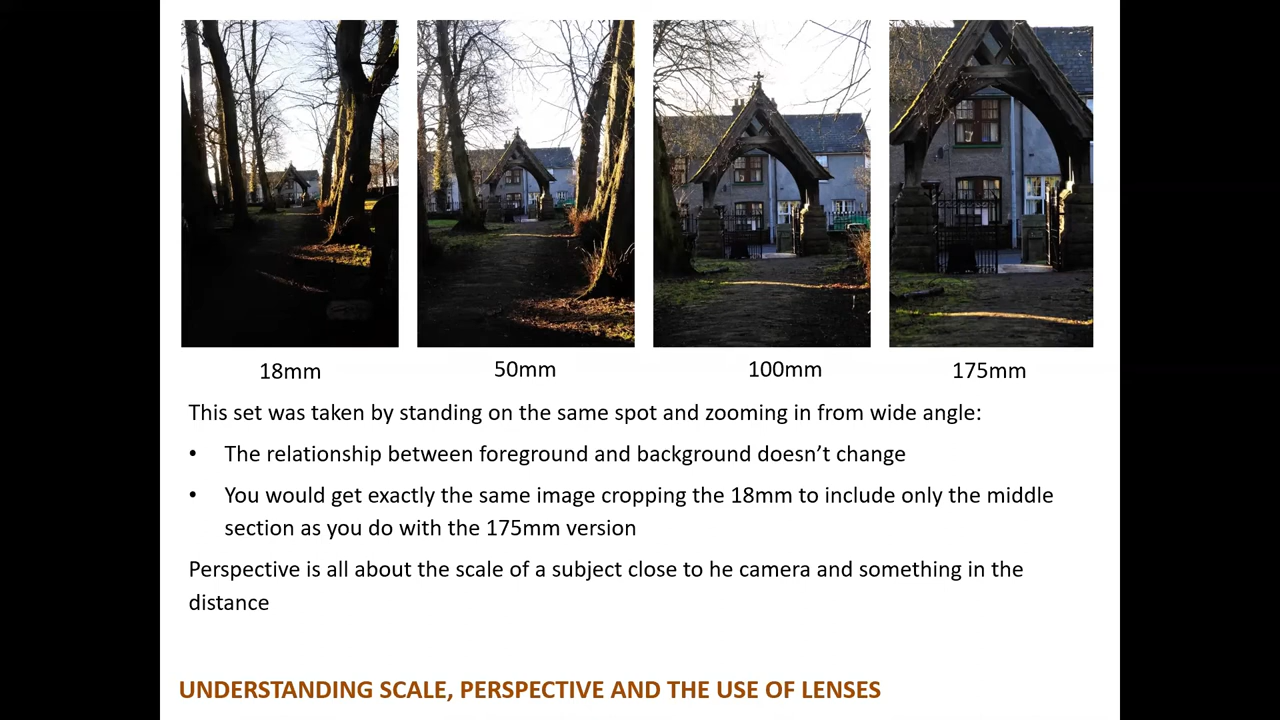 18mm 50mm 100mm 175mm
This set was taken by standing on the same spot and zooming in from wide angle:
• The relationship between foreground and background doesn’t change
• You would get exactly the same image cropping the 18mm to include only the middle
section as you do with the 175mm version
Perspective is all about the scale of a subject close to he camera and something in the
distance
UNDERSTANDING SCALE, PERSPECTIVE AND THE USE OF LENSES